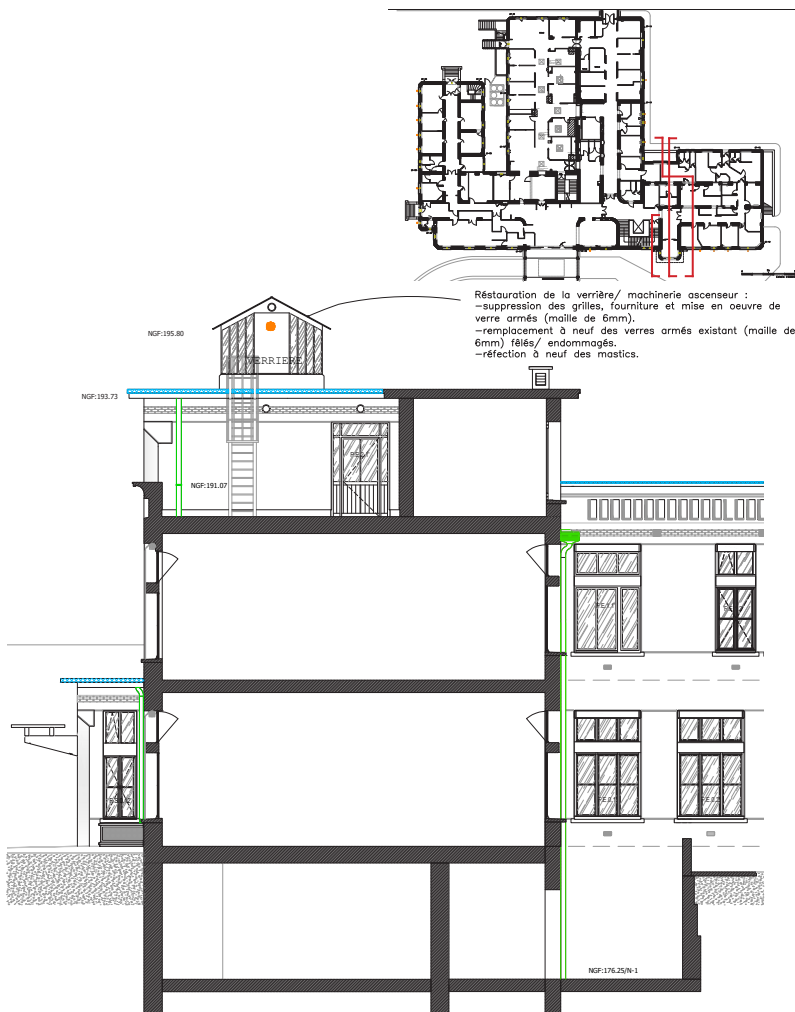 Réstauration de la verrière/ machinerie ascenseur :
-suppression des grilles, fourniture et mise en oeuvre de
verre armés (maille de 6mm).
-remplacement à neuf des verres armés existant (maille de
6mm) fêlés/ endommagés.
-réfection à neuf des mastics.
NGF:195.80
VERRIERE
NGF:193.73
NGF:191.07
NGF:176.25/N-1